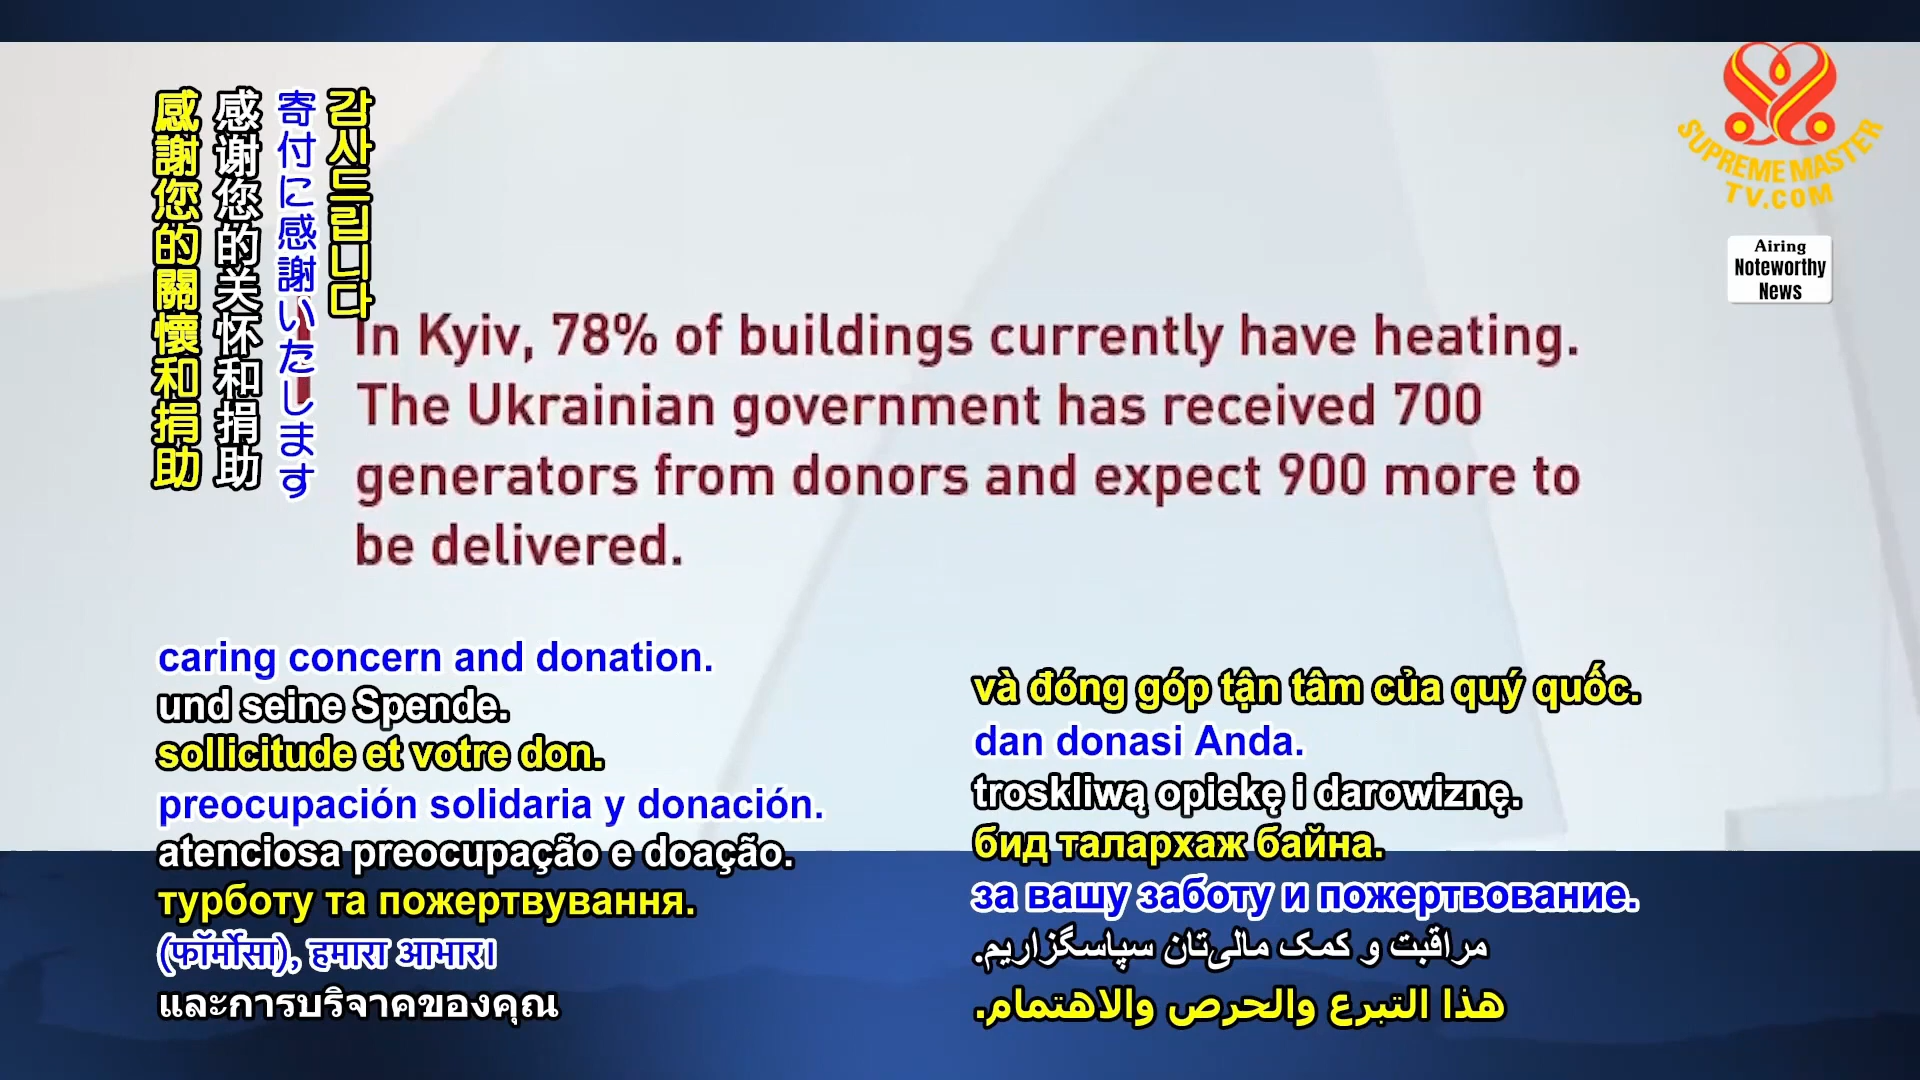 感謝您的關懷和捐助
感谢您的关怀和捐助
寄付に感謝いたします
감사드립니다
SUPREME MASTER
TV.COM
Airing
Noteworthy
News
In Kyiv, 78% of buildings currently have heating.
The Ukrainian government has received 700
generators from donors and expect 900 more to
be delivered.
caring concern and donation.
und seine Spende.
sollicitude et votre don.
preocupación solidaria y donación.
atenciosa preocupação e doação.
турботу та пожертвування.
(फॉर्मोसा), हमारा आभार।
และการบริจาคของคุณ
và đóng góp tận tâm của quý quốc.
dan donasi Anda.
troskliwą opiekę i darowiznę.
бид талархаж байна.
за вашу заботу и пожертвование.
مراقبت و کمک مالی‌تان سپاسگزاریم.
هذا التبرع والحرص والاهتمام.